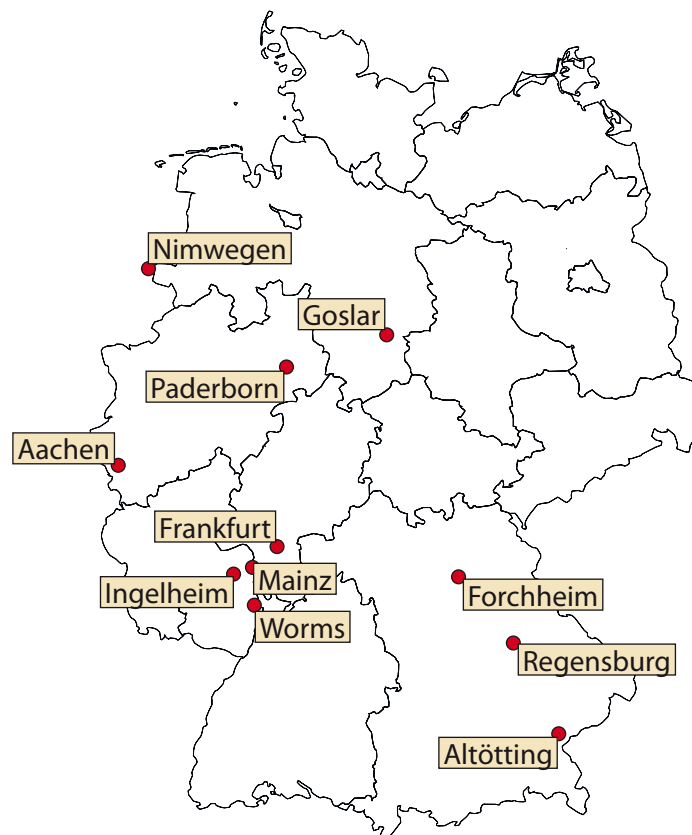 Nimwegen
Goslar
Paderborn
Aachen
Frankfurt
Mainz
Ingelheim
Forchheim
Worms
Regensburg
Altötting